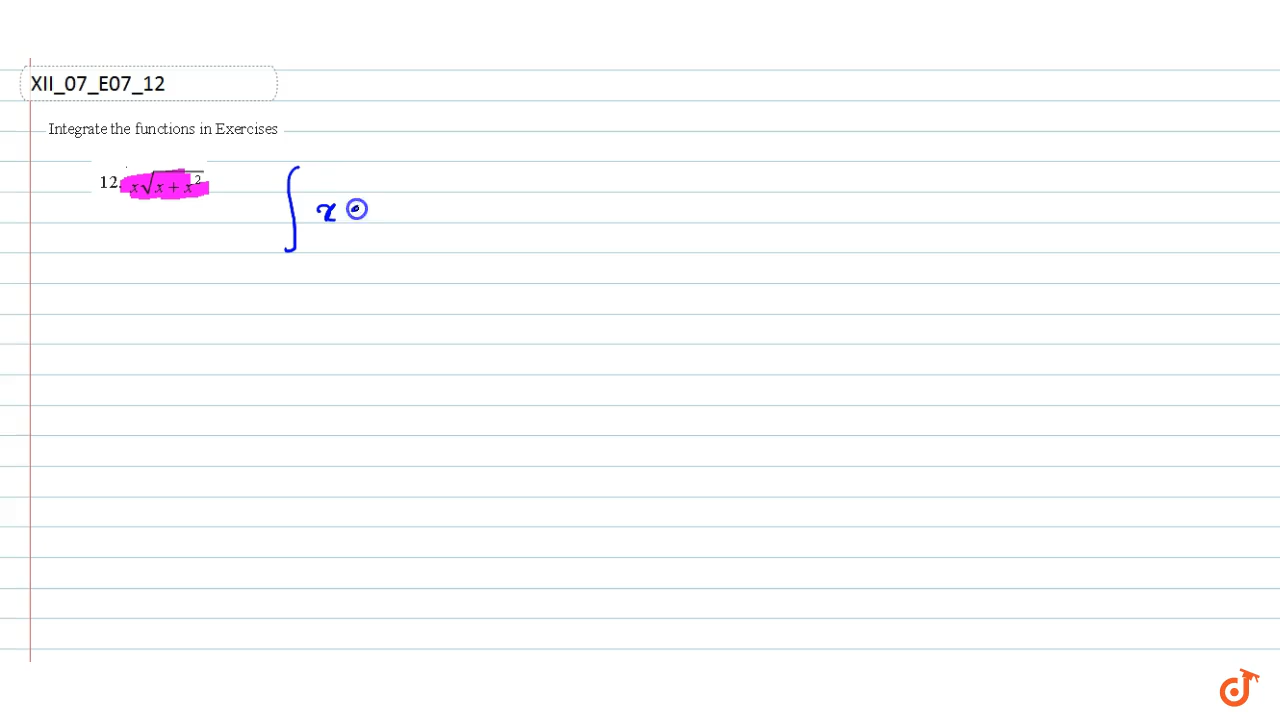 XII_07_E07_12
Integrate the functions in Exercises
12. x√(x + x²)
∫ x